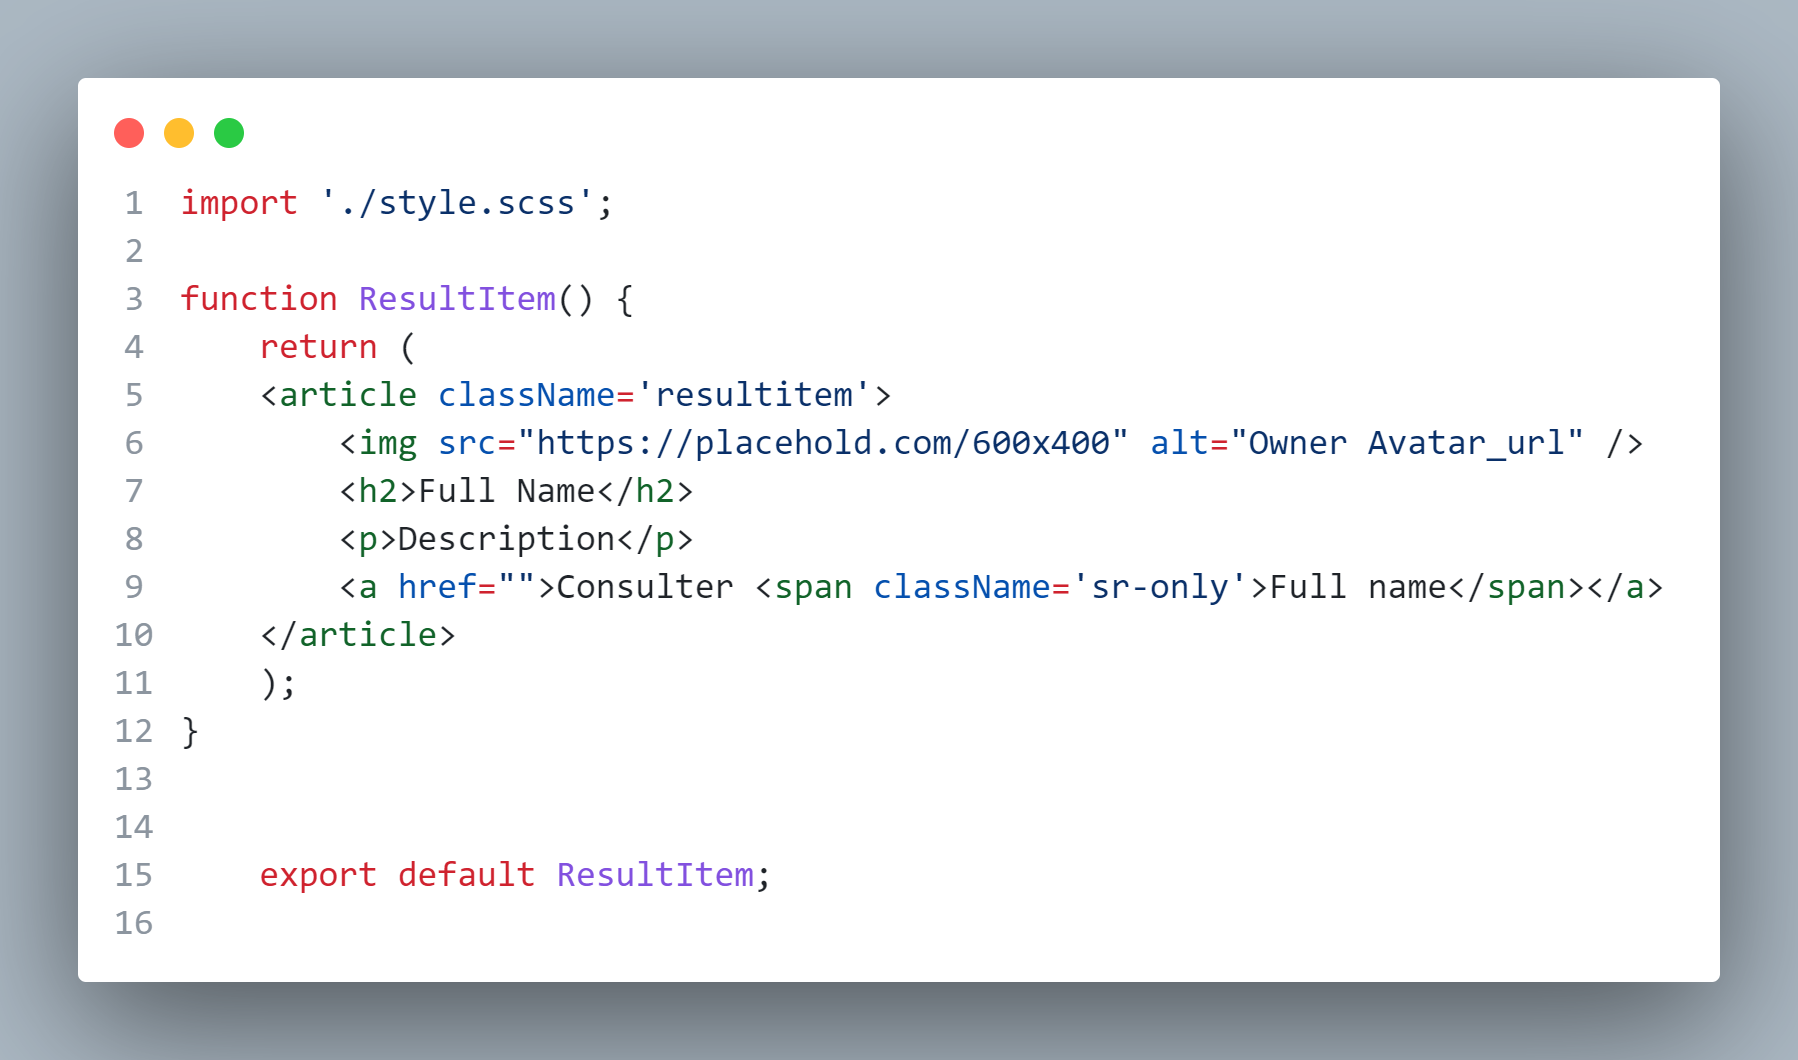 1 import './style.scss';
2
3 function ResultItem() {
4     return (
5     <article className='resultitem'>
6         <img src="https://placehold.com/600x400" alt="Owner Avatar_url" />
7         <h2>Full Name</h2>
8         <p>Description</p>
9         <a href="">Consulter <span className='sr-only'>Full name</span></a>
10     </article>
11     );
12 }
13
14
15     export default ResultItem;
16